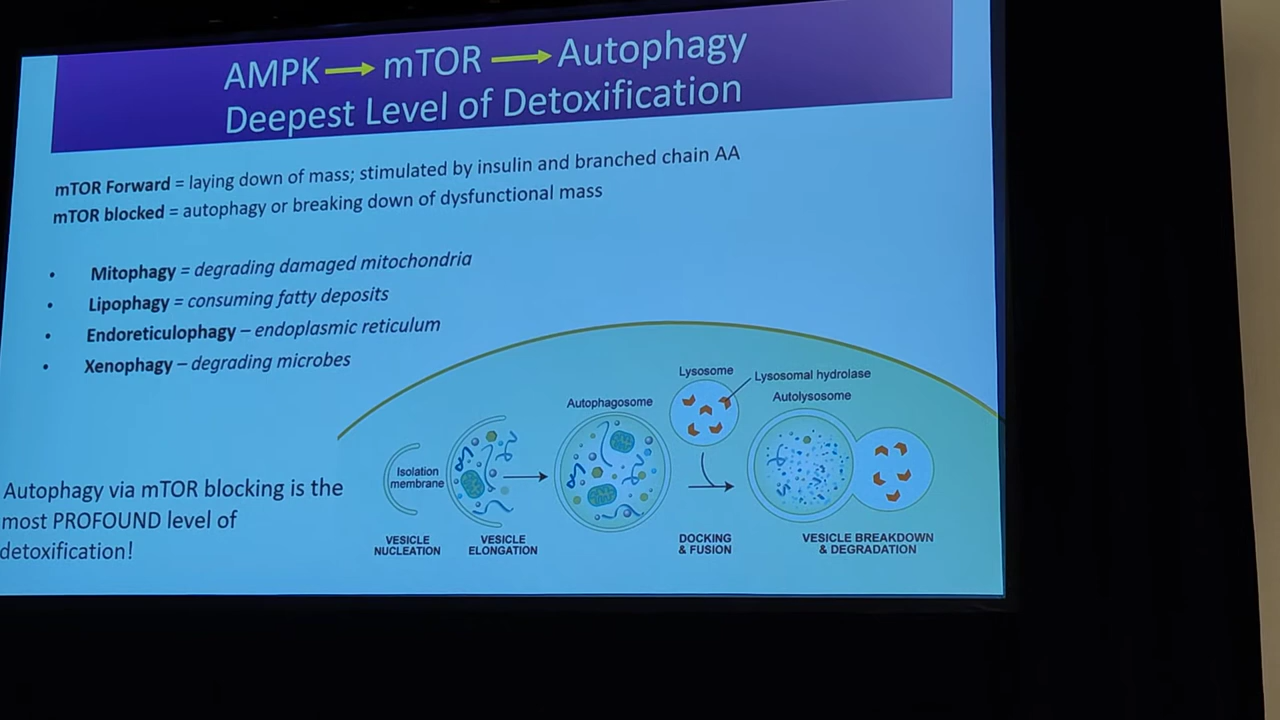 AMPK → mTOR → Autophagy
Deepest Level of Detoxification
mTOR Forward = laying down of mass; stimulated by insulin and branched chain AA
mTOR blocked = autophagy or breaking down of dysfunctional mass
• Mitophagy = degrading damaged mitochondria
• Lipophagy = consuming fatty deposits
• Endoreticulophagy – endoplasmic reticulum
• Xenophagy – degrading microbes
Lysosome
Lysosomal hydrolase
Autophagosome
Autolysosome
Isolation
membrane
Autophagy via mTOR blocking is the
most PROFOUND level of
detoxification!
VESICLE
NUCLEATION
VESICLE
ELONGATION
DOCKING
& FUSION
VESICLE BREAKDOWN
& DEGRADATION